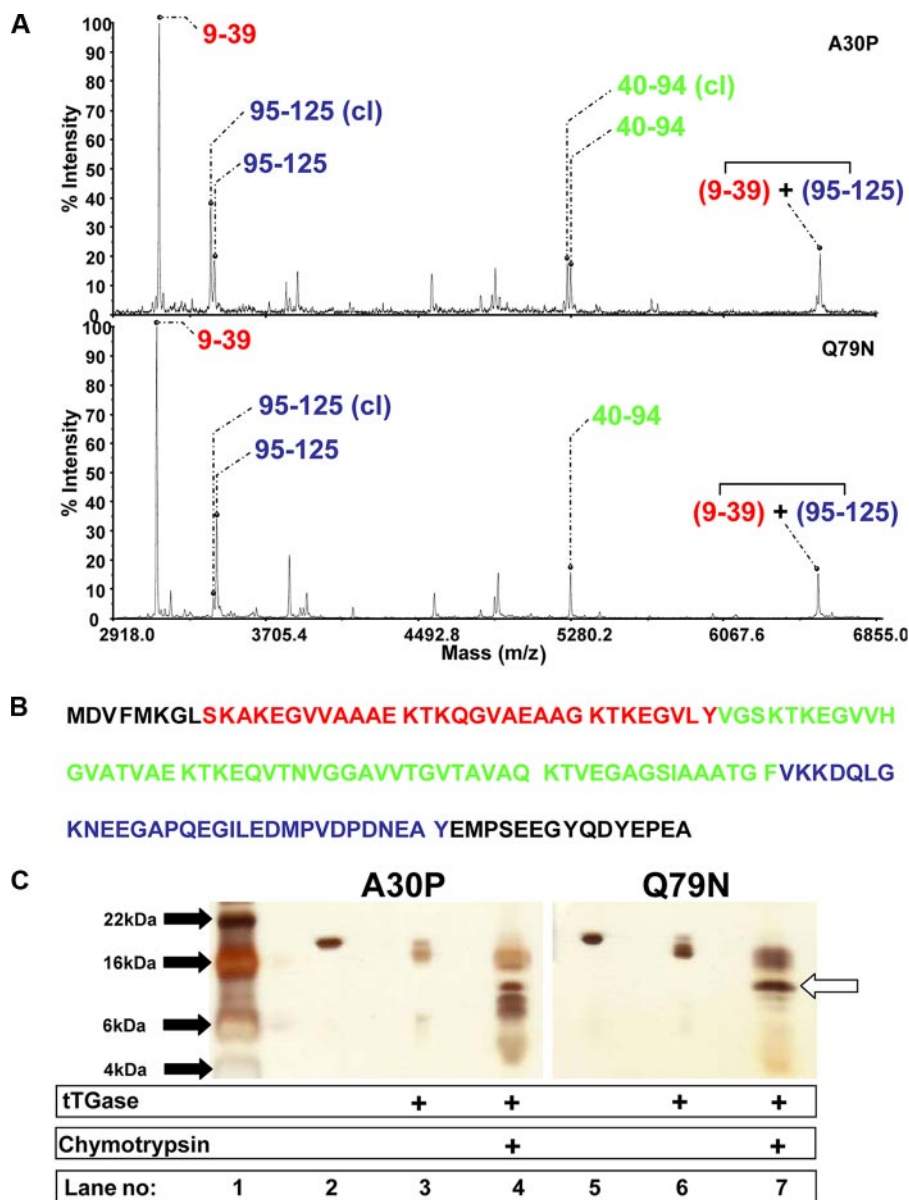 A
A30P
100
90
80
70
60
50
40
30
20
10
0
% Intensity
9-39
95-125 (cl)
95-125
40-94 (cl)
40-94
(9-39) + (95-125)
Q79N
100
90
80
70
60
50
40
30
20
10
0
% Intensity
9-39
95-125 (cl)
95-125
40-94
(9-39) + (95-125)
2918.0 3705.4 4492.8 5280.2 6067.6 6855.0
Mass (m/z)
B
MDVFMKGLSKAKEGVVAAAE KTKQGVAEAAG KTKEGVL YVGSKTKEGVVH
GVATVAE KTKEQVTNVGGAVVTGVTAVAQ KTVEGAGSIAAATG FVKKDQLG
KNEEGAPQEGILEDMPVDPDNEA YEMPSEEGYQDYEPEA
C
A30P Q79N
22kDa
16kDa
6kDa
4kDa
tTGase + + + +
Chymotrypsin + +
Lane no: 1 2 3 4 5 6 7